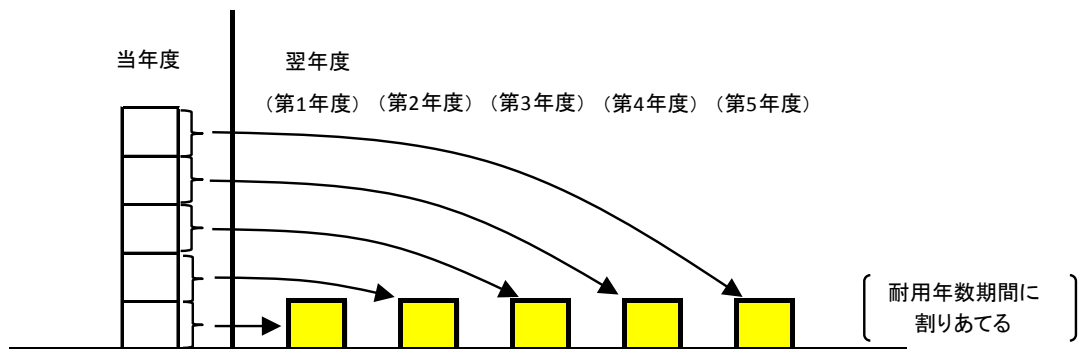 当年度
翌年度
(第1年度)(第2年度)(第3年度)(第4年度)(第5年度)
耐用年数期間に
割りあてる